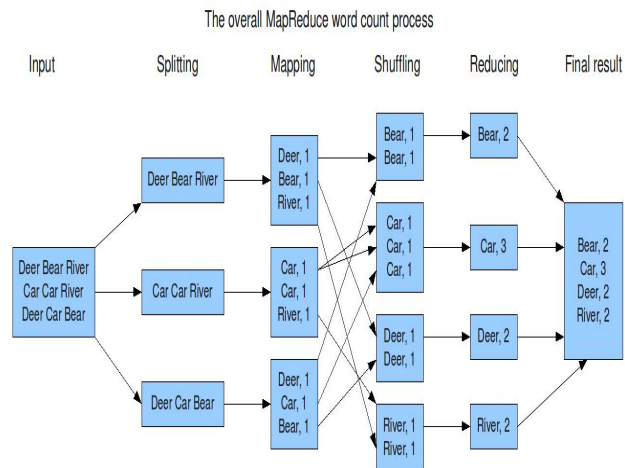 The overall MapReduce word count process
Input
Splitting
Mapping
Shuffling
Reducing
Final result
Deer Bear River
Car Car River
Deer Car Bear
Deer Bear River
Car Car River
Deer Car Bear
Deer, 1
Bear, 1
River, 1
Car, 1
Car, 1
River, 1
Deer, 1
Car, 1
Bear, 1
Bear, 1
Bear, 1
Car, 1
Car, 1
Car, 1
Deer, 1
Deer, 1
River, 1
River, 1
Bear, 2
Car, 3
Deer, 2
River, 2
Bear, 2
Car, 3
Deer, 2
River, 2